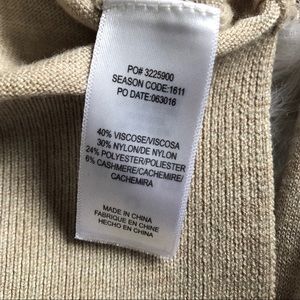 PO# 3225900
SEASON CODE:1611
PO DATE:063016
40% VISCOSE/VISCOSA
30% NYLON/DE NYLON
24% POLYESTER/POLIESTER
6% CASHMERE/CACHEMIRE/
CACHEMIRA
MADE IN CHINA
FABRIQUE EN CHINE
HECHO EN CHINA